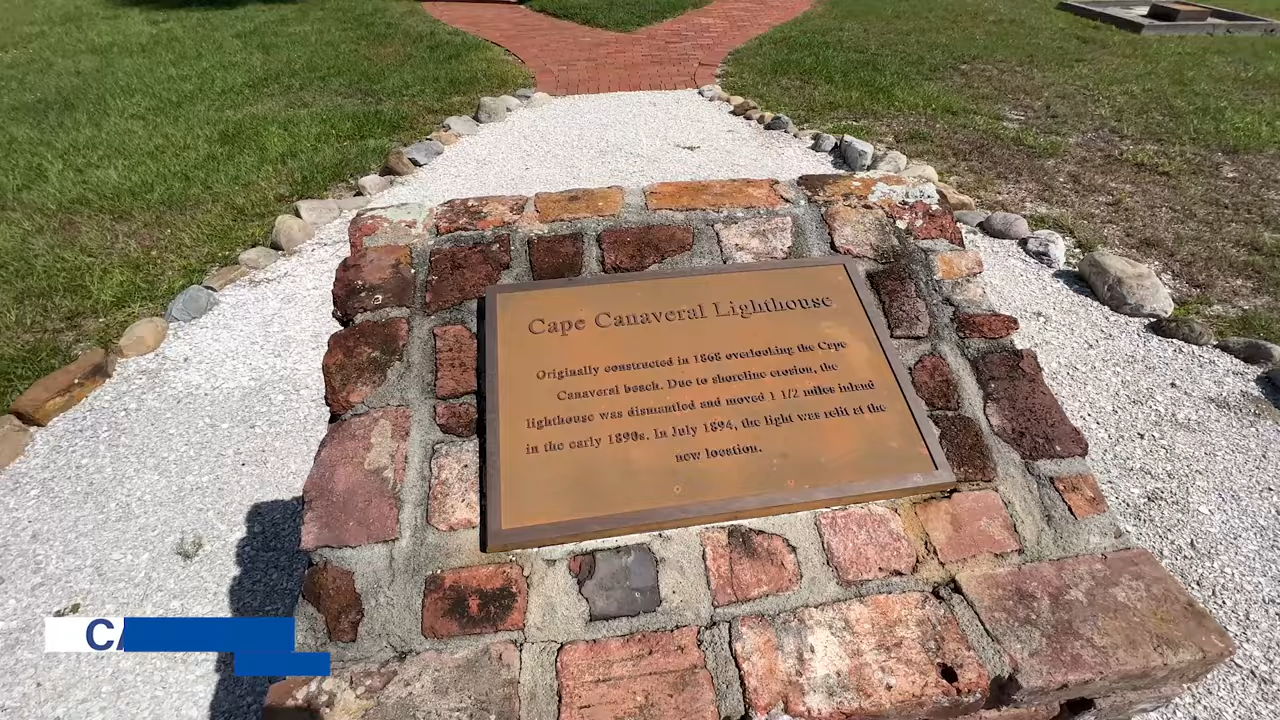 Cape Canaveral Lighthouse
Originally constructed in 1868 overlooking the Cape
Canaveral beach. Due to shoreline erosion, the
lighthouse was dismantled and moved 1 1/2 miles inland
in the early 1890s. In July 1894, the light was relit at the
new location.